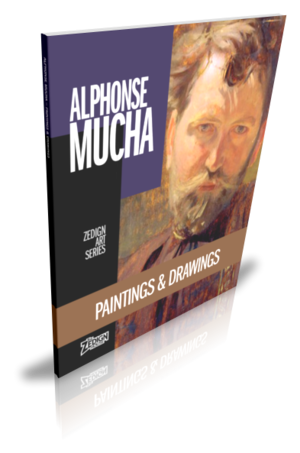 ALPHONSE
MUCHA
ZEDIGN
ART
SERIES
PAINTINGS & DRAWINGS
ZEDIGN